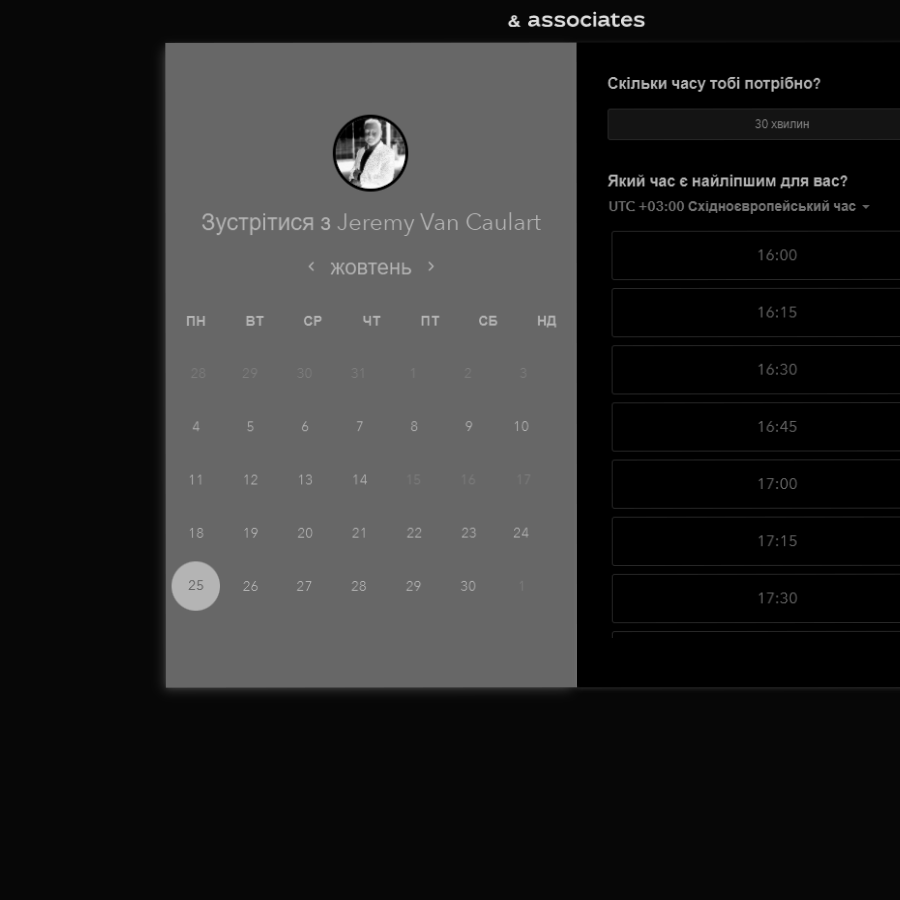 & associates
Зустрітися з Jeremy Van Caulart
жовтень
ПН ВТ СР ЧТ ПТ СБ НД
28 29 30 31 1 2 3
4 5 6 7 8 9 10
11 12 13 14 15 16 17
18 19 20 21 22 23 24
25 26 27 28 29 30 1
Скільки часу тобі потрібно?
30 хвилин
Який час є найліпшим для вас?
UTC +03:00 Східноєвропейський час
16:00
16:15
16:30
16:45
17:00
17:15
17:30